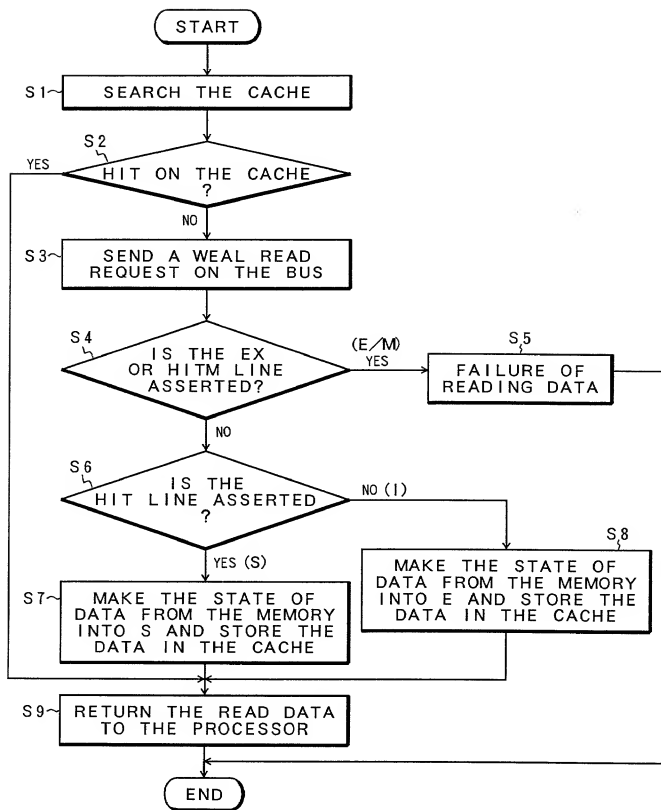 START
S1
SEARCH THE CACHE
S2
YES
HIT ON THE CACHE
?
NO
S3
SEND A WEAL READ
REQUEST ON THE BUS
S4
IS THE EX
OR HITM LINE
ASSERTED?
(E/M)
YES
S5
FAILURE OF
READING DATA
NO
S6
IS THE
HIT LINE ASSERTED
?
NO (I)
YES (S)
S7
MAKE THE STATE OF
DATA FROM THE MEMORY
INTO S AND STORE THE
DATA IN THE CACHE
S8
MAKE THE STATE OF
DATA FROM THE MEMORY
INTO E AND STORE THE
DATA IN THE CACHE
S9
RETURN THE READ DATA
TO THE PROCESSOR
END